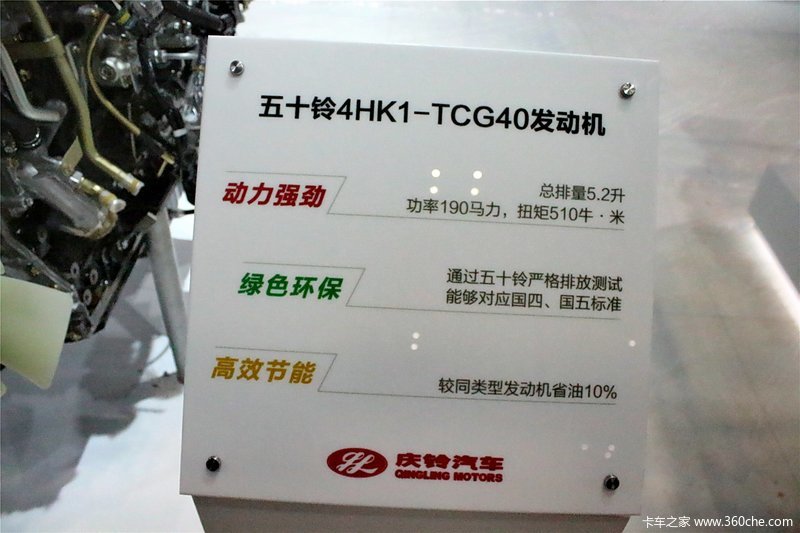 五十铃4HK1-TCG40发动机
动力强劲
总排量5.2升
功率190马力，扭矩510牛·米
绿色环保
通过五十铃严格排放测试
能够对应国四、国五标准
高效节能
较同类型发动机省油10%
庆铃汽车
QINGLING MOTORS
卡车之家 www.360che.com